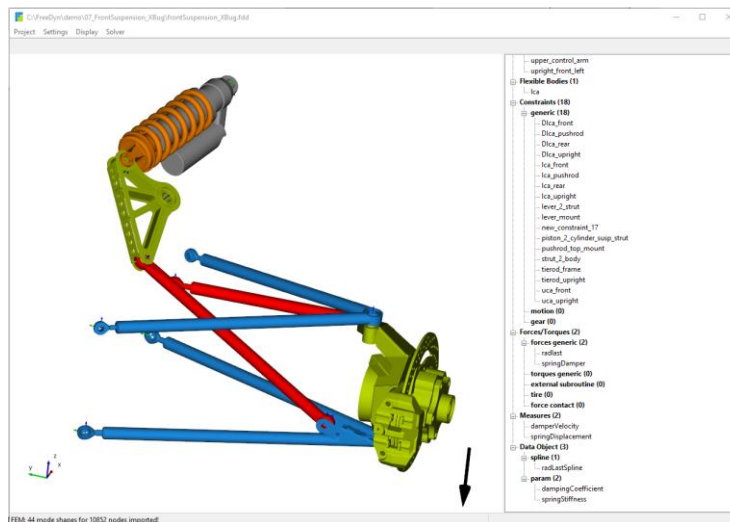 C:\FreeDyn\demo\07_FrontSuspension_XBug\frontSuspension_XBug.fdd
Project Settings Display Solver
upper_control_arm
upright_front_left
Flexible Bodies (1)
lca
Constraints (18)
generic (18)
Dlca_front
Dlca_pushrod
Dlca_rear
Dlca_upright
lca_front
lca_pushrod
lca_rear
lca_upright
lever_2_strut
lever_mount
new_constraint_17
piston_2_cylinder_susp_strut
pushrod_top_mount
strut_2_body
tierod_frame
tierod_upright
uca_front
uca_upright
motion (0)
gear (0)
Forces/Torques (2)
forces generic (2)
radlast
springDamper
torques generic (0)
external subroutine (0)
tire (0)
force contact (0)
Measures (2)
damperVelocity
springDisplacement
Data Object (3)
spline (1)
radLastSpline
param (2)
dampingCoefficient
springStiffness
z
y x
FEM: 44 mode shapes for 10852 nodes imported!